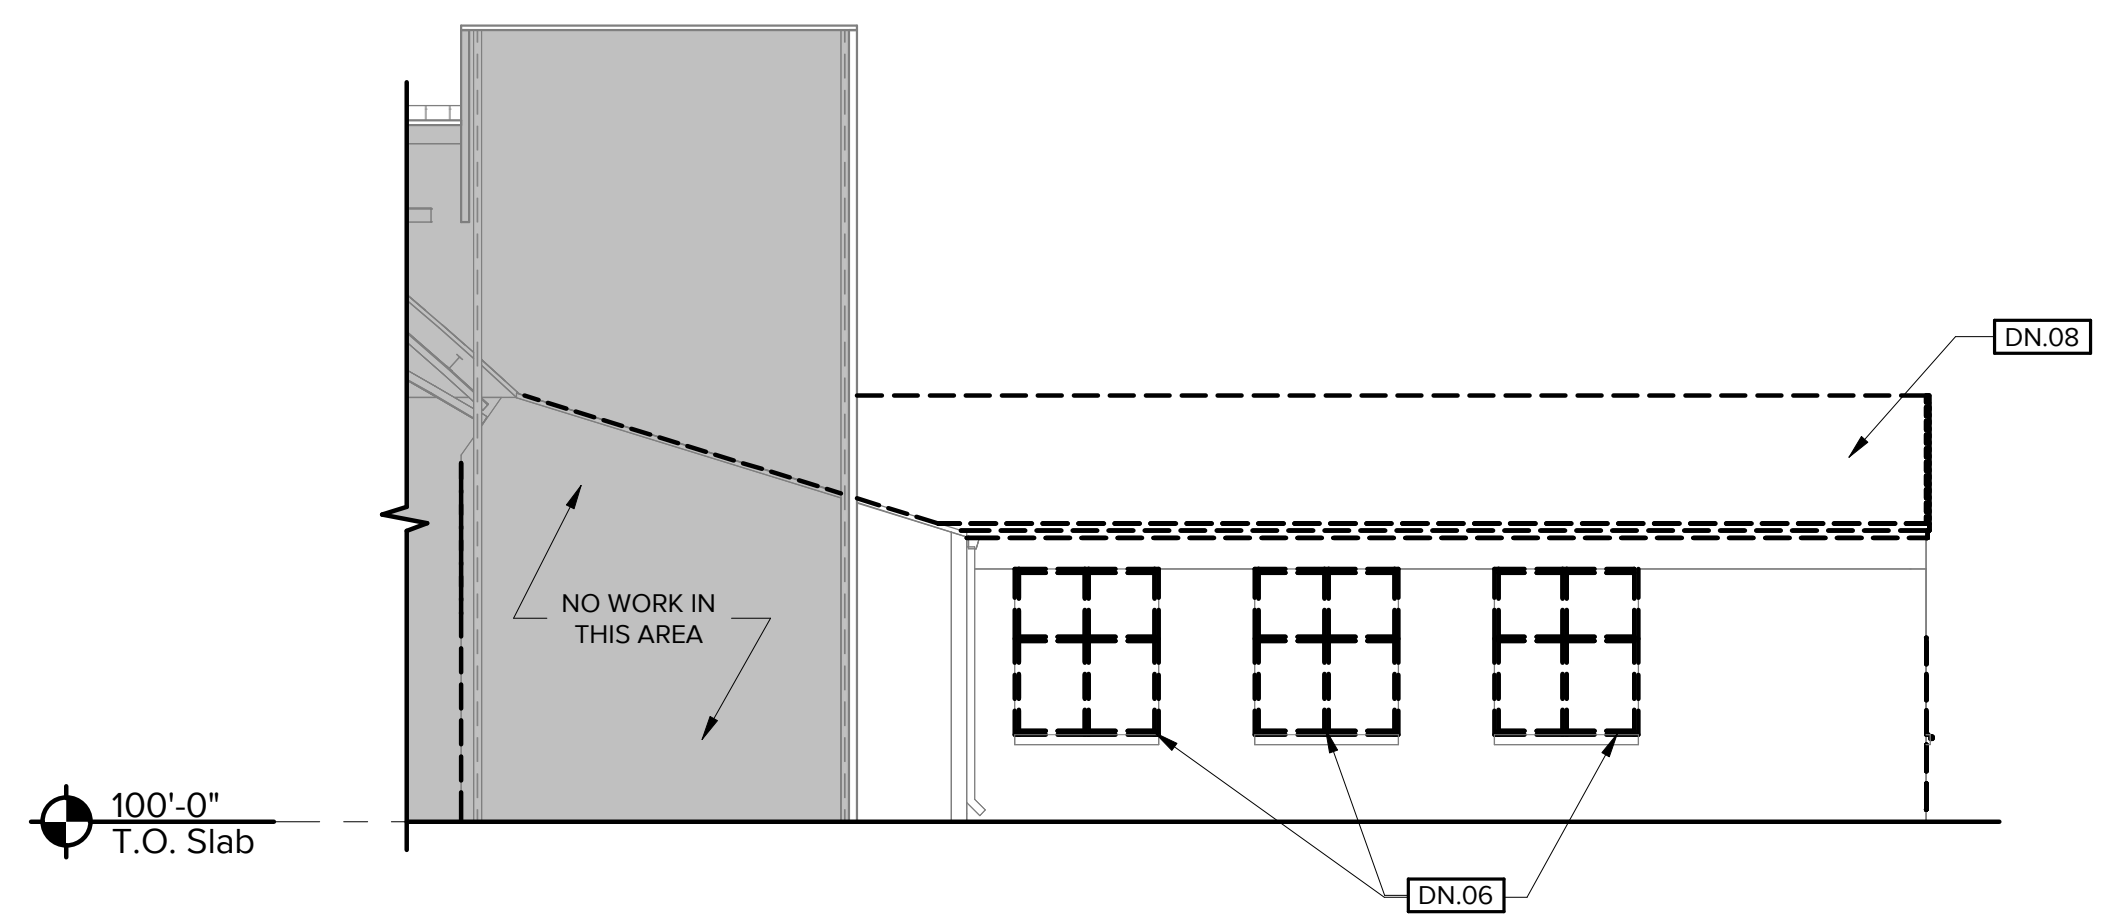 DN.08
NO WORK IN
THIS AREA
100'-0"
T.O. Slab
DN.06